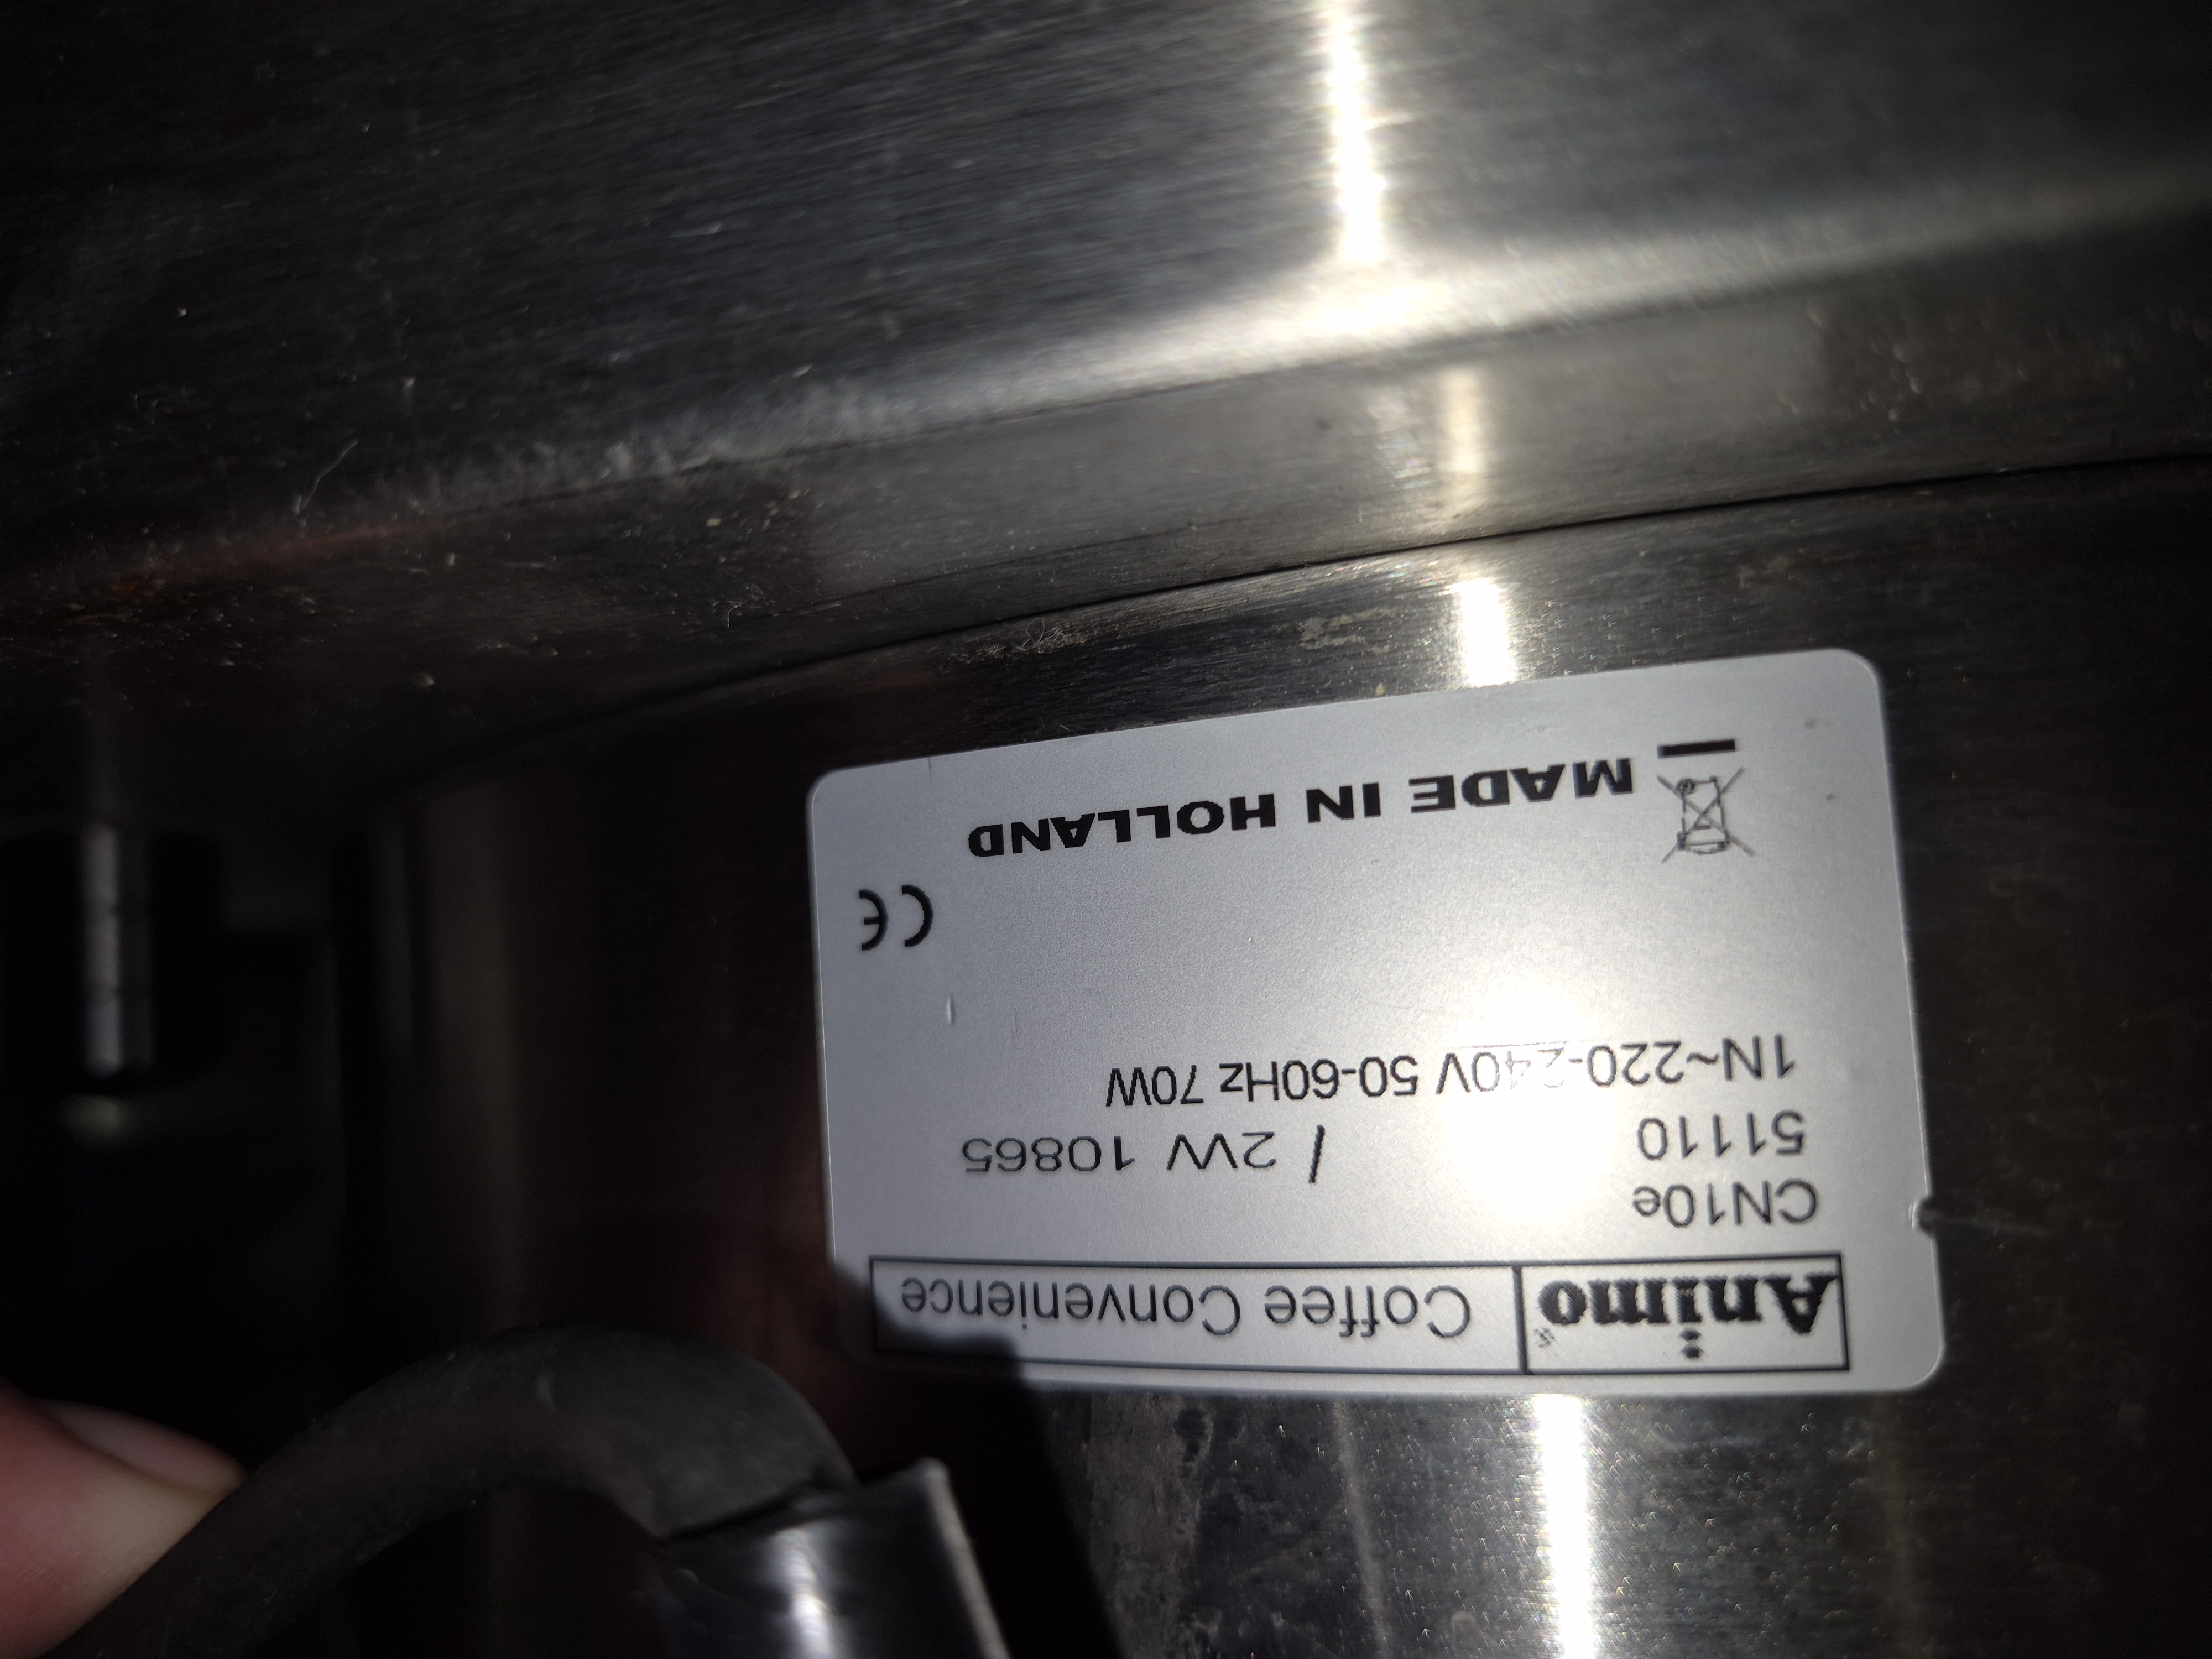 Animo Coffee Convenience
CN10e
51110 / 2W 10865
1N~220-240V 50-60Hz 70W
CE
MADE IN HOLLAND